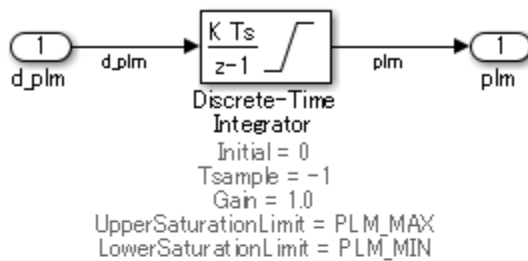 1
d_plm
d_plm
K Ts
z-1
plm
1
plm
Discrete-Time
Integrator
Initial = 0
Tsample = -1
Gain = 1.0
UpperSaturationLimit = PLM_MAX
LowerSaturationLimit = PLM_MIN